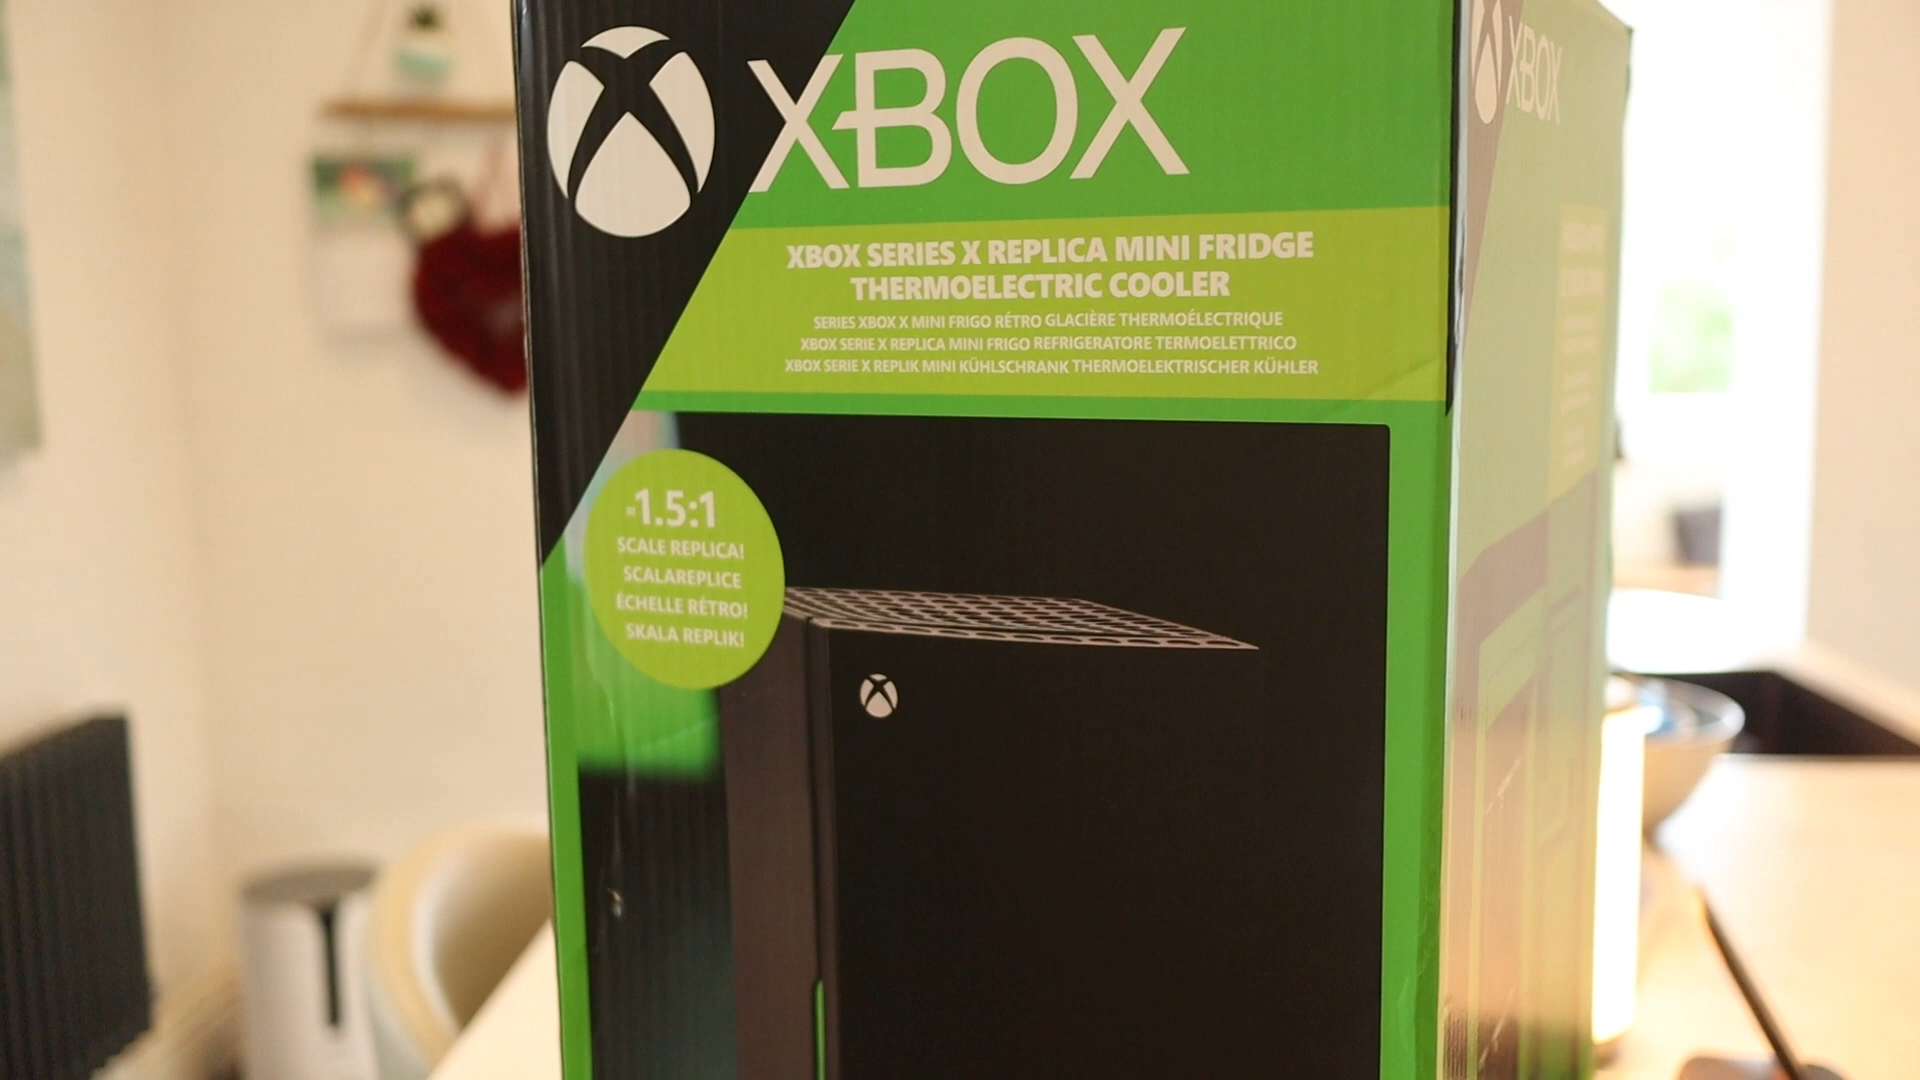 XBOX
XBOX
XBOX SERIES X REPLICA MINI FRIDGE
THERMOELECTRIC COOLER
SERIES XBOX X MINI FRIGO RÉTRO GLACIÈRE THERMOÉLECTRIQUE
XBOX SERIE X REPLICA MINI FRIGO REFRIGERATORE TERMOELETTRICO
XBOX SERIE X REPLIK MINI KÜHLSCHRANK THERMOELEKTRISCHER KÜHLER
≈1.5:1
SCALE REPLICA!
SCALAREPLICE
ÉCHELLE RÉTRO!
SKALA REPLIK!